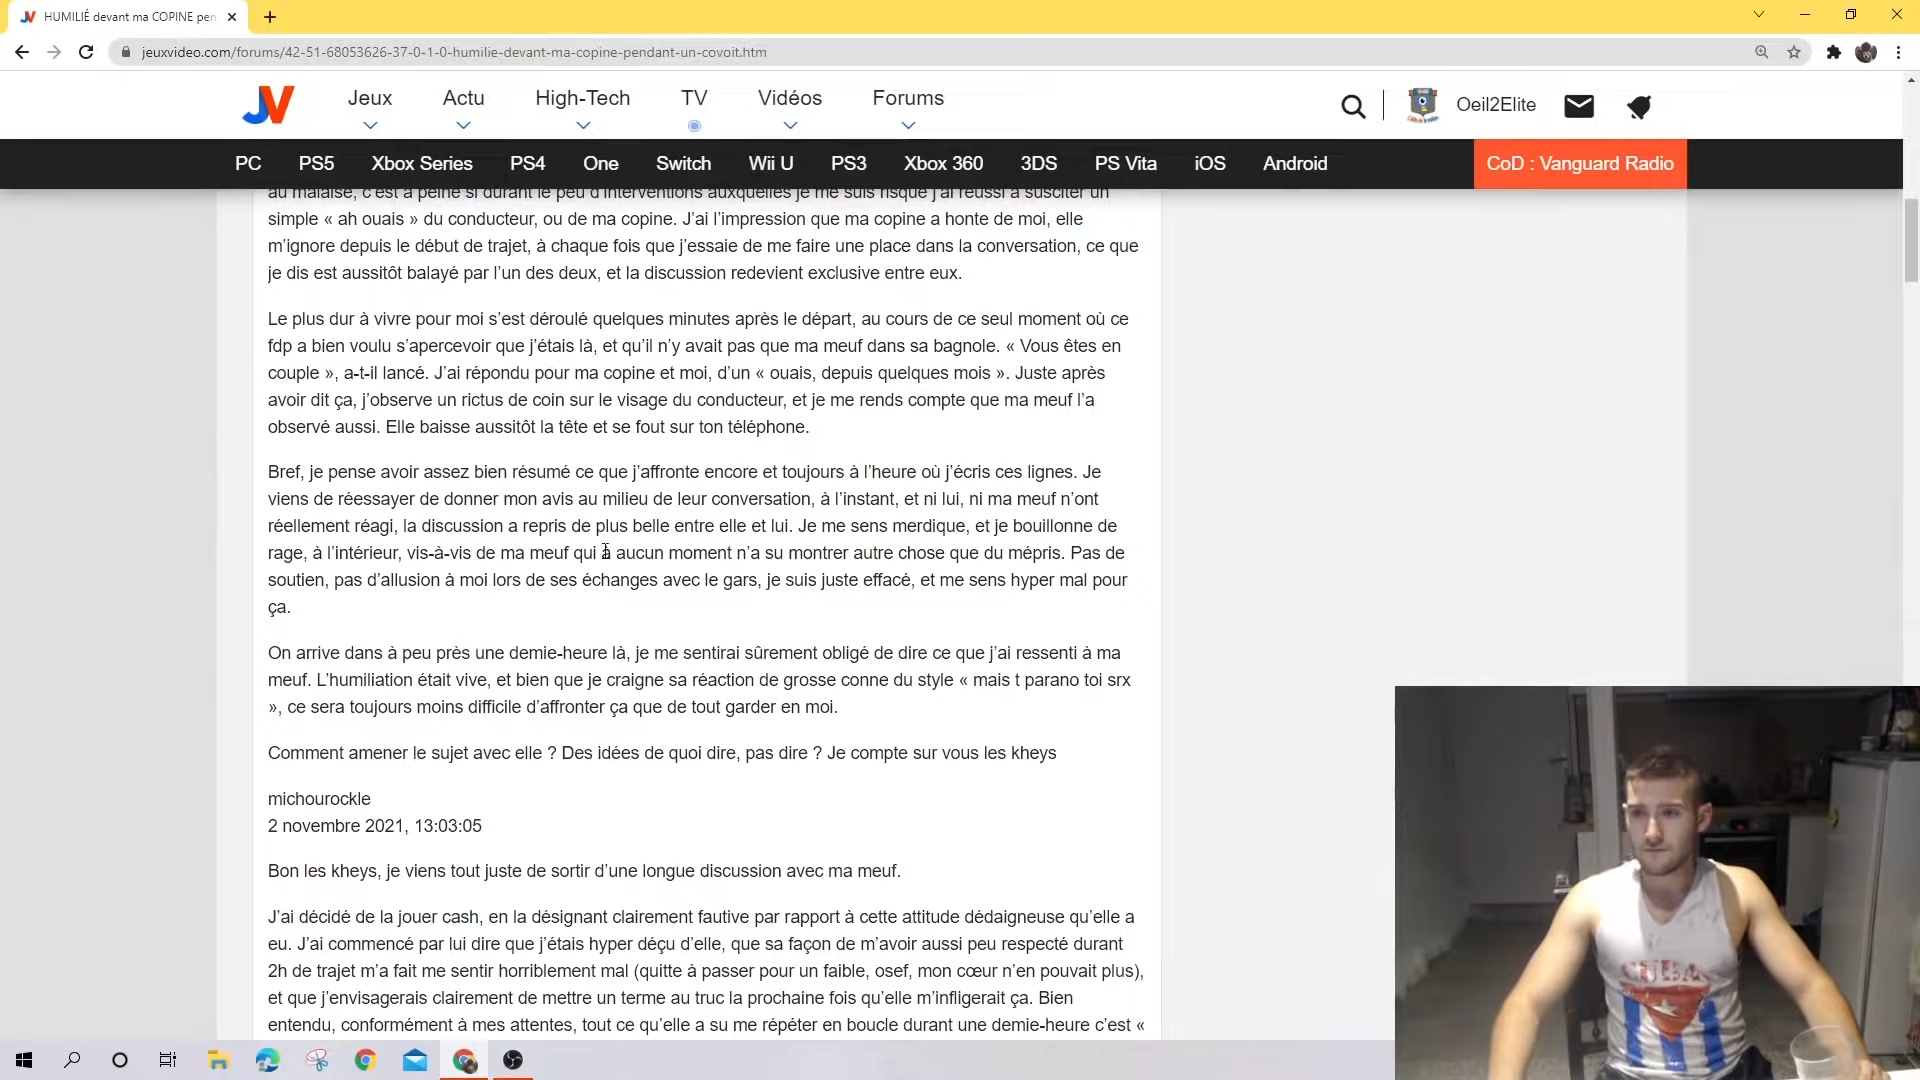 HUMILIÉ devant ma COPINE pen
jeuxvideo.com/forums/42-51-68053626-37-0-1-0-humilie-devant-ma-copine-pendant-un-covoit.htm
JV
Jeux
Actu
High-Tech
TV
Vidéos
Forums
Oeil2Elite
PC
PS5
Xbox Series
PS4
One
Switch
Wii U
PS3
Xbox 360
3DS
PS Vita
iOS
Android
CoD : Vanguard Radio
au malaise, c’est à peine si durant le peu d’interventions auxquelles je me suis risqué j’ai réussi à susciter un
simple « ah ouais » du conducteur, ou de ma copine. J’ai l’impression que ma copine a honte de moi, elle
m’ignore depuis le début de trajet, à chaque fois que j’essaie de me faire une place dans la conversation, ce que
je dis est aussitôt balayé par l’un des deux, et la discussion redevient exclusive entre eux.
Le plus dur à vivre pour moi s’est déroulé quelques minutes après le départ, au cours de ce seul moment où ce
fdp a bien voulu s’apercevoir que j’étais là, et qu’il n’y avait pas que ma meuf dans sa bagnole. « Vous êtes en
couple », a-t-il lancé. J’ai répondu pour ma copine et moi, d’un « ouais, depuis quelques mois ». Juste après
avoir dit ça, j’observe un rictus de coin sur le visage du conducteur, et je me rends compte que ma meuf l’a
observé aussi. Elle baisse aussitôt la tête et se fout sur ton téléphone.
Bref, je pense avoir assez bien résumé ce que j’affronte encore et toujours à l’heure où j’écris ces lignes. Je
viens de réessayer de donner mon avis au milieu de leur conversation, à l’instant, et ni lui, ni ma meuf n’ont
réellement réagi, la discussion a repris de plus belle entre elle et lui. Je me sens merdique, et je bouillonne de
rage, à l’intérieur, vis-à-vis de ma meuf qui à aucun moment n’a su montrer autre chose que du mépris. Pas de
soutien, pas d’allusion à moi lors de ses échanges avec le gars, je suis juste effacé, et me sens hyper mal pour
ça.
On arrive dans à peu près une demie-heure là, je me sentirai sûrement obligé de dire ce que j’ai ressenti à ma
meuf. L’humiliation était vive, et bien que je craigne sa réaction de grosse conne du style « mais t parano toi srx
», ce sera toujours moins difficile d’affronter ça que de tout garder en moi.
Comment amener le sujet avec elle ? Des idées de quoi dire, pas dire ? Je compte sur vous les kheys
michourockle
2 novembre 2021, 13:03:05
Bon les kheys, je viens tout juste de sortir d’une longue discussion avec ma meuf.
J’ai décidé de la jouer cash, en la désignant clairement fautive par rapport à cette attitude dédaigneuse qu’elle a
eu. J’ai commencé par lui dire que j’étais hyper déçu d’elle, que sa façon de m’avoir aussi peu respecté durant
2h de trajet m’a fait me sentir horriblement mal (quitte à passer pour un faible, osef, mon cœur n’en pouvait plus),
et que j’envisagerais clairement de mettre un terme au truc la prochaine fois qu’elle m’infligerait ça. Bien
entendu, conformément à mes attentes, tout ce qu’elle a su me répéter en boucle durant une demie-heure c’est «
CUBA